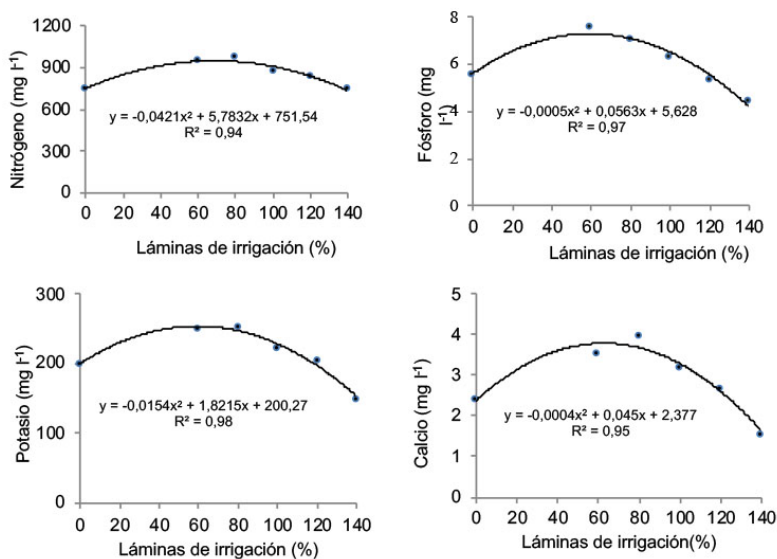 Nitrógeno (mg l-¹)
1200
900
600
300
0
y = -0,0421x² + 5,7832x + 751,54
R² = 0,94
0 20 40 60 80 100 120 140
Láminas de irrigación (%)
Fósforo (mg
l-¹)
8
6
4
2
0
y = -0,0005x² + 0,0563x + 5,628
R² = 0,97
0 20 40 60 80 100 120 140
Láminas de irrigación (%)
Potasio (mg l-¹)
300
200
100
0
y = -0,0154x² + 1,8215x + 200,27
R² = 0,98
0 20 40 60 80 100 120 140
Láminas de irrigación (%)
Calcio (mg l-¹)
5
4
3
2
1
0
y = -0,0004x² + 0,045x + 2,377
R² = 0,95
0 20 40 60 80 100 120 140
Láminas de irrigación(%)